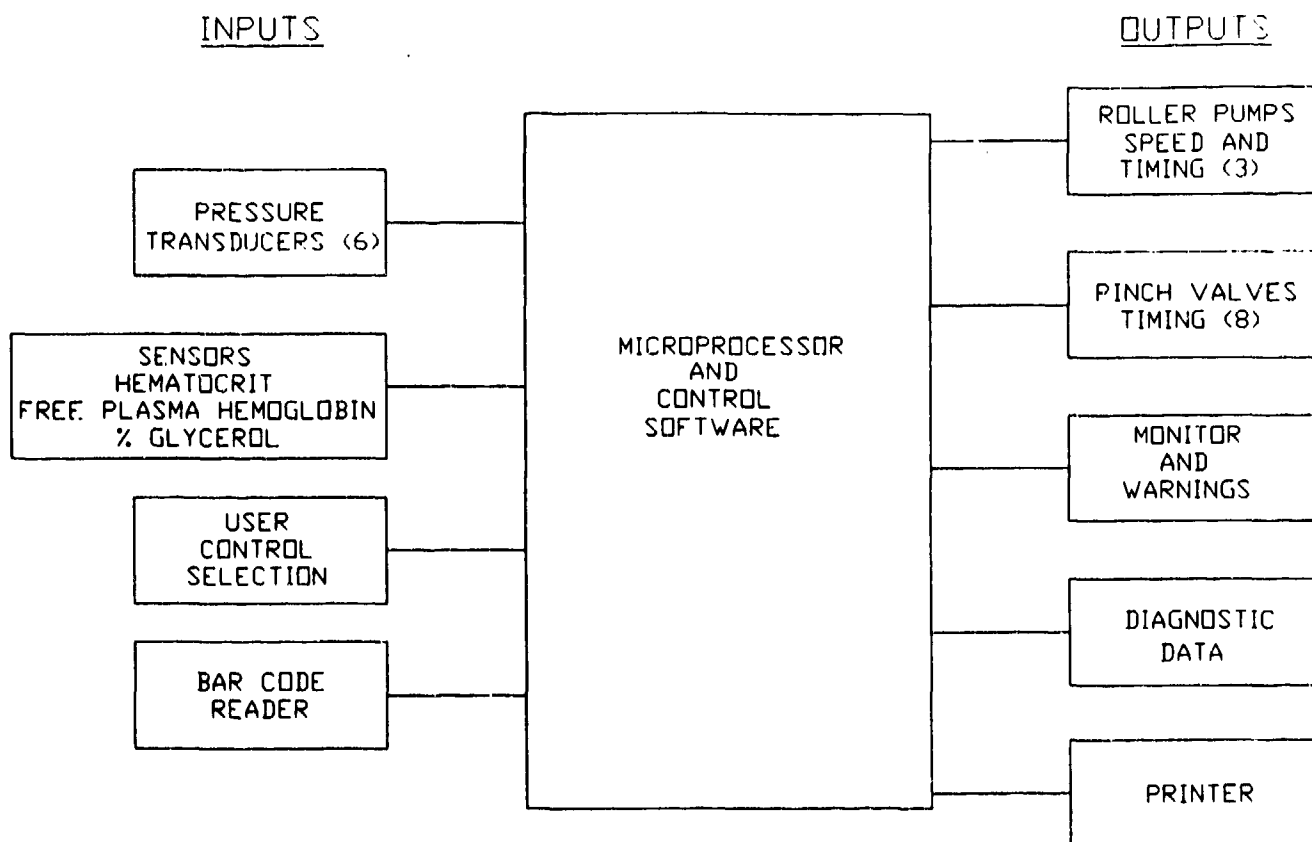 INPUTS
OUTPUTS
PRESSURE
TRANSDUCERS (6)
SENSORS
HEMATOCRIT
FREE PLASMA HEMOGLOBIN
% GLYCEROL
USER
CONTROL
SELECTION
BAR CODE
READER
MICROPROCESSOR
AND
CONTROL
SOFTWARE
ROLLER PUMPS
SPEED AND
TIMING (3)
PINCH VALVES
TIMING (8)
MONITOR
AND
WARNINGS
DIAGNOSTIC
DATA
PRINTER